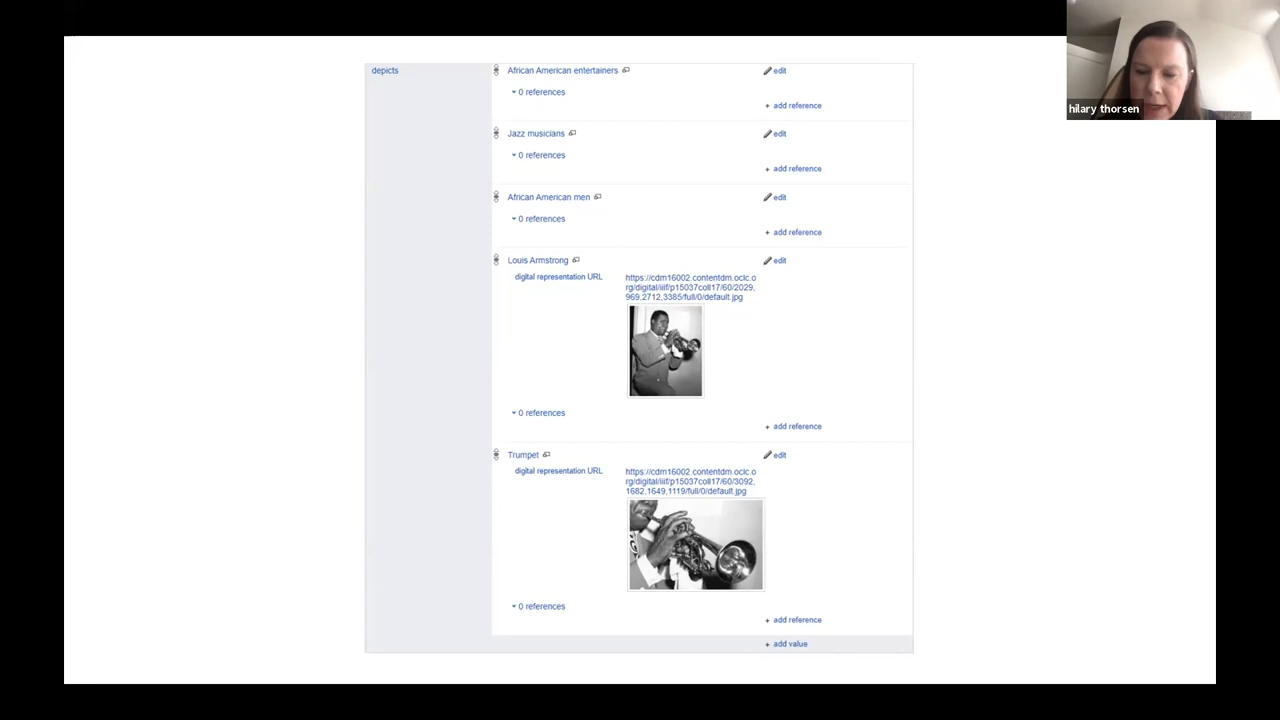 hilary thorsen
depicts
African American entertainers
edit
0 references
+ add reference
Jazz musicians
edit
0 references
+ add reference
African American men
edit
0 references
+ add reference
Louis Armstrong
edit
digital representation URL
https://cdm16002.contentdm.oclc.o
rg/digital/iiif/p15037coll17/60/2029,
969,2712,3385/full/0/default.jpg
0 references
+ add reference
Trumpet
edit
digital representation URL
https://cdm16002.contentdm.oclc.o
rg/digital/iiif/p15037coll17/60/3092,
1682,1649,1119/full/0/default.jpg
0 references
+ add reference
+ add value